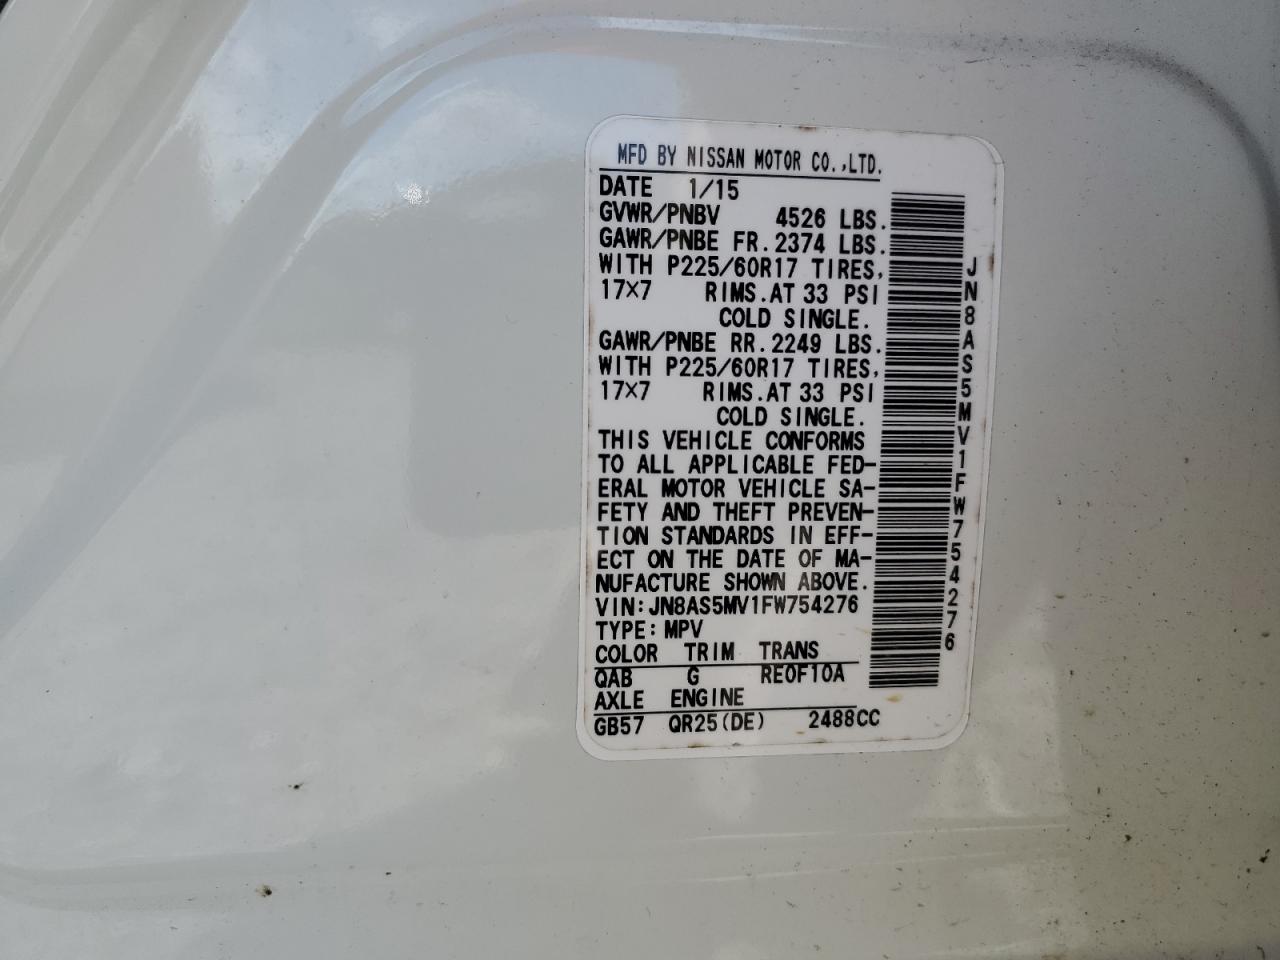 MFD BY NISSAN MOTOR CO.,LTD.
DATE 1/15
GVWR/PNBV 4526 LBS.
GAWR/PNBE FR.2374 LBS.
WITH P225/60R17 TIRES,
17×7 RIMS.AT 33 PSI
COLD SINGLE.
GAWR/PNBE RR.2249 LBS.
WITH P225/60R17 TIRES,
17×7 RIMS.AT 33 PSI
COLD SINGLE.
THIS VEHICLE CONFORMS
TO ALL APPLICABLE FED-
ERAL MOTOR VEHICLE SA-
FETY AND THEFT PREVEN-
TION STANDARDS IN EFF-
ECT ON THE DATE OF MA-
NUFACTURE SHOWN ABOVE.
VIN:JN8AS5MV1FW754276
TYPE:MPV
COLOR TRIM TRANS
QAB G RE0F10A
AXLE ENGINE
GB57 QR25(DE) 2488CC
JN8AS5MV1FW754276